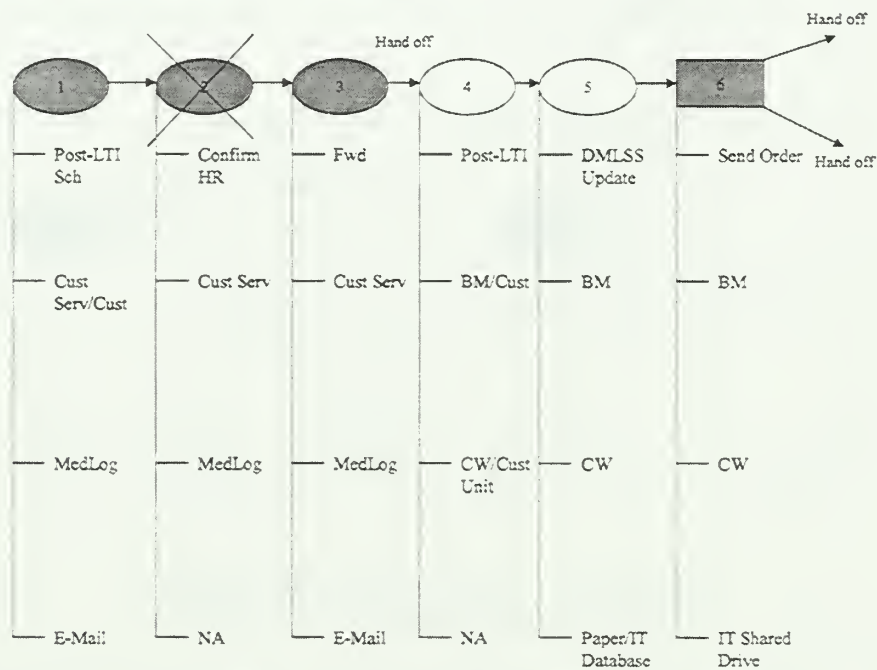 Hand off
Hand off
1
2
3
4
5
6
Hand off
Post-LTI
Sch
Confirm
HR
Fwd
Post-LTI
DMLSS
Update
Send Order
Cust
Serv/Cust
Cust Serv
Cust Serv
BM/Cust
BM
BM
MedLog
MedLog
MedLog
CW/Cust
Unit
CW
CW
E-Mail
NA
E-Mail
NA
Paper/IT
Database
IT Shared
Drive